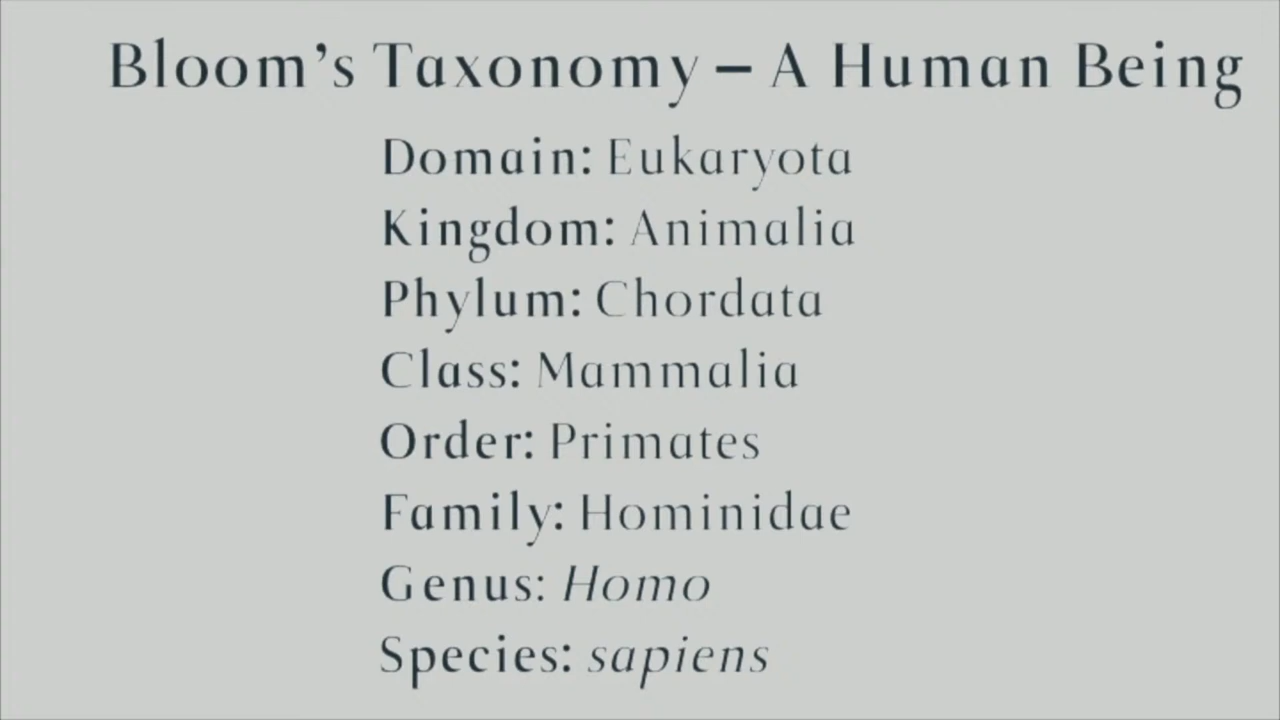 Bloom's Taxonomy – A Human Being
Domain: Eukaryota
Kingdom: Animalia
Phylum: Chordata
Class: Mammalia
Order: Primates
Family: Hominidae
Genus: Homo
Species: sapiens